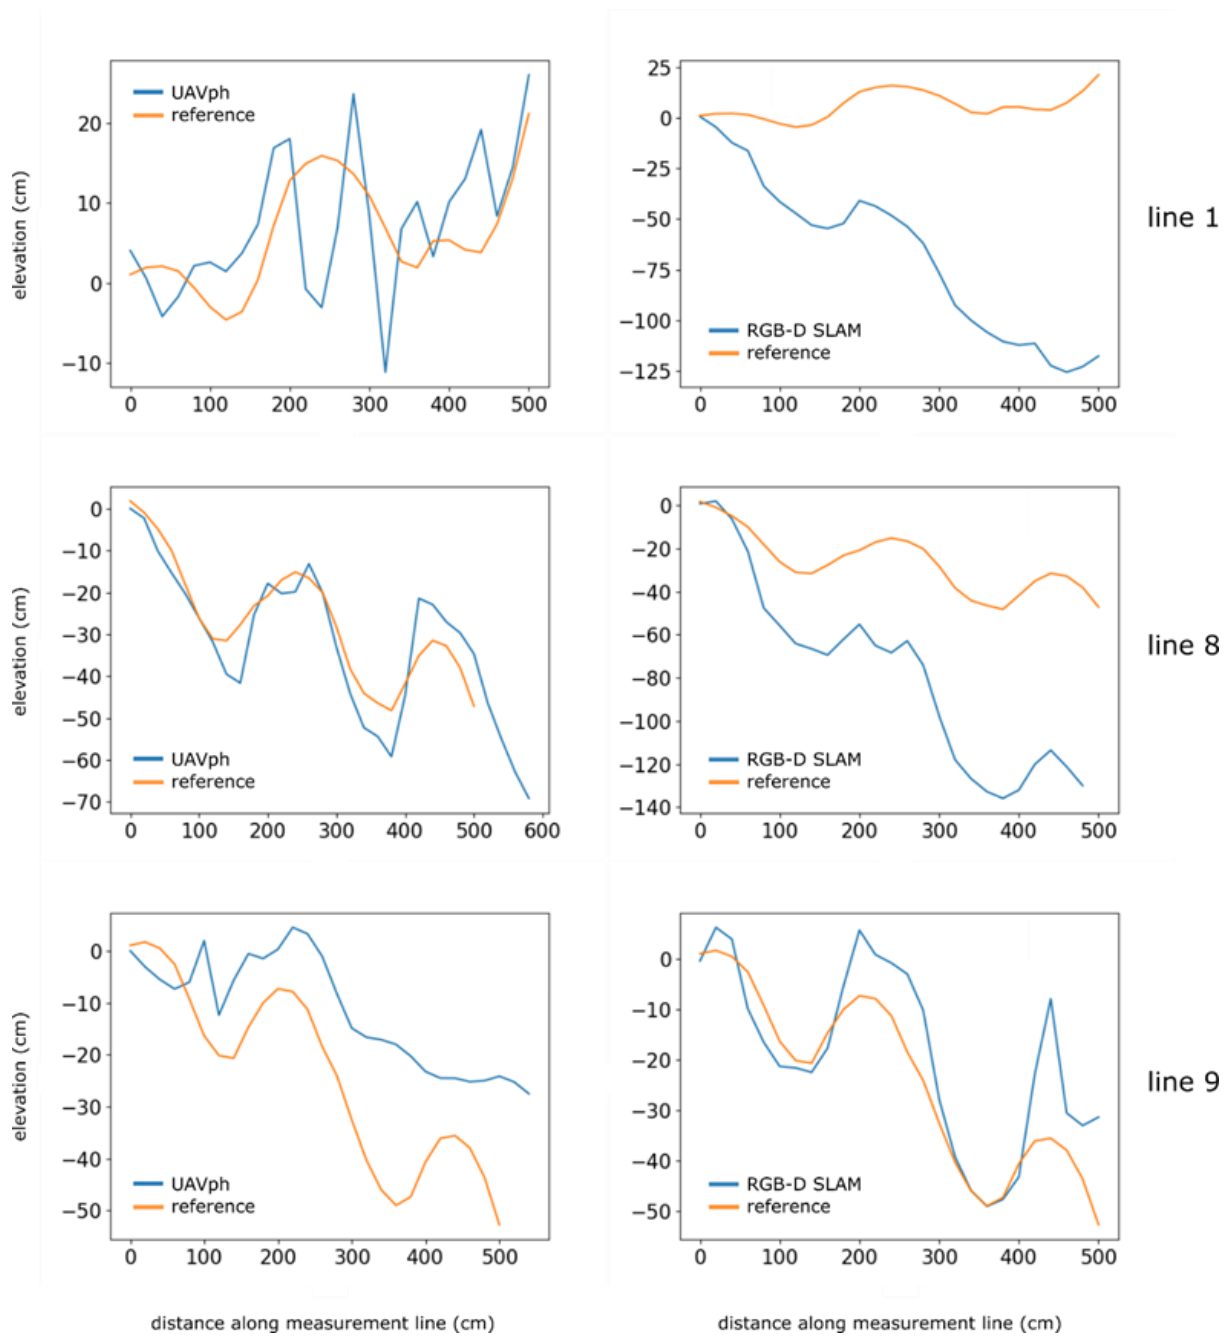 UAVph
reference
20
10
0
−10
0 100 200 300 400 500
elevation (cm)
25
0
−25
−50
−75
−100
−125
RGB-D SLAM
reference
0 100 200 300 400 500
line 1
0
−10
−20
−30
−40
−50
−60
−70
UAVph
reference
0 100 200 300 400 500 600
elevation (cm)
0
−20
−40
−60
−80
−100
−120
−140
RGB-D SLAM
reference
0 100 200 300 400 500
line 8
0
−10
−20
−30
−40
−50
UAVph
reference
0 100 200 300 400 500
elevation (cm)
0
−10
−20
−30
−40
−50
RGB-D SLAM
reference
0 100 200 300 400 500
line 9
distance along measurement line (cm)
distance along measurement line (cm)